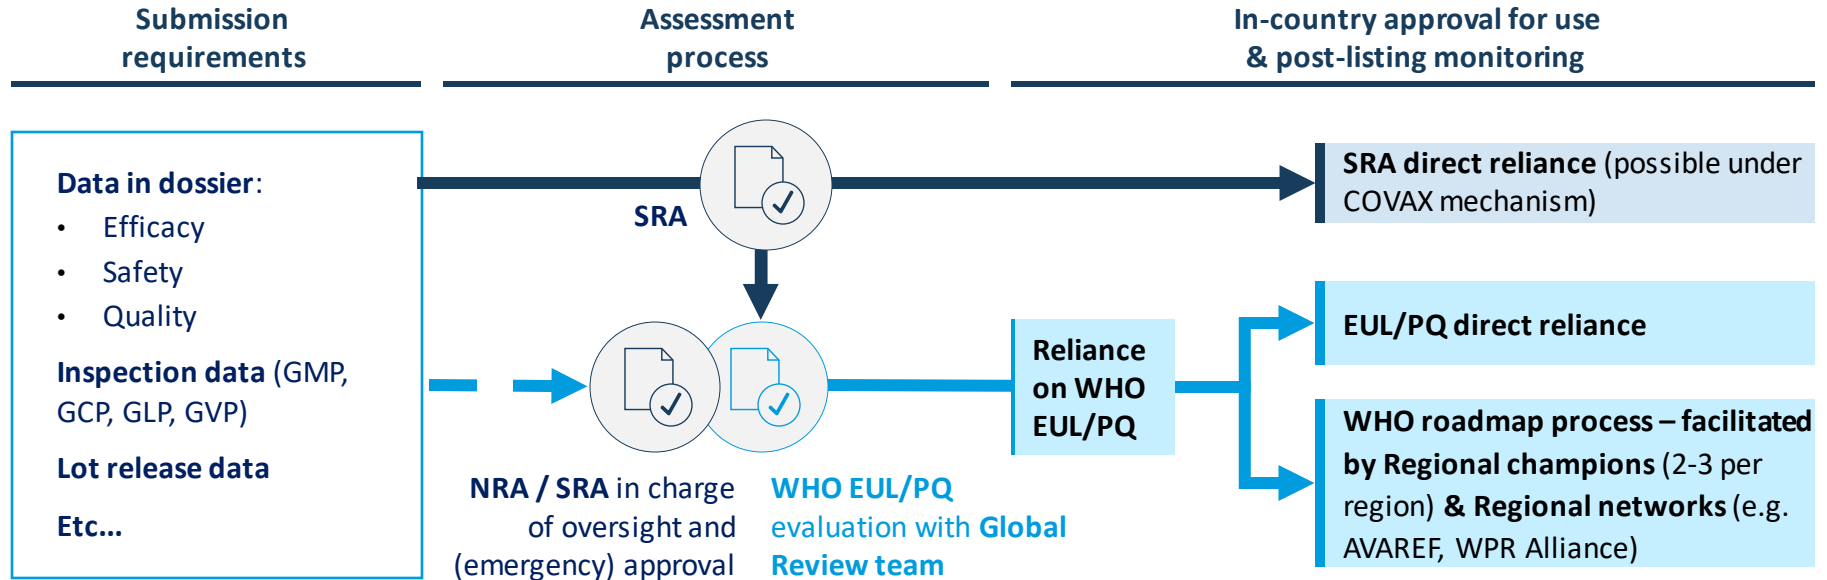 Submission
requirements
Assessment
process
In-country approval for use
& post-listing monitoring
Data in dossier:
• Efficacy
• Safety
• Quality
Inspection data (GMP,
GCP, GLP, GVP)
Lot release data
Etc...
SRA
NRA / SRA in charge
of oversight and
(emergency) approval
WHO EUL/PQ
evaluation with Global
Review team
Reliance
on WHO
EUL/PQ
SRA direct reliance (possible under
COVAX mechanism)
EUL/PQ direct reliance
WHO roadmap process – facilitated
by Regional champions (2-3 per
region) & Regional networks (e.g.
AVAREF, WPR Alliance)